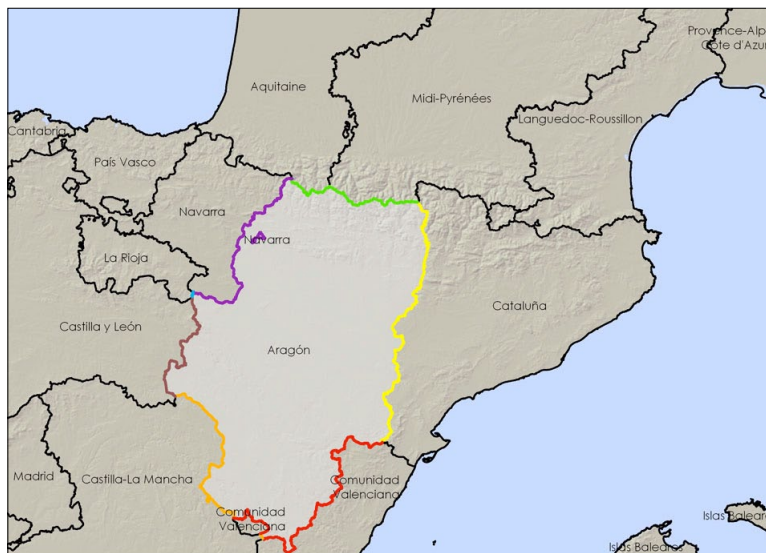 Provence-Alp
Côte d'Azur
Aquitaine
Midi-Pyrénées
Languedoc-Roussillon
Cantabria
País Vasco
Navarra
Navarra
La Rioja
Cataluña
Castilla y León
Aragón
Madrid
Castilla-La Mancha
Comunidad
Valenciana
Comunidad
Valenciana
Islas Baleare
Islas Baleares